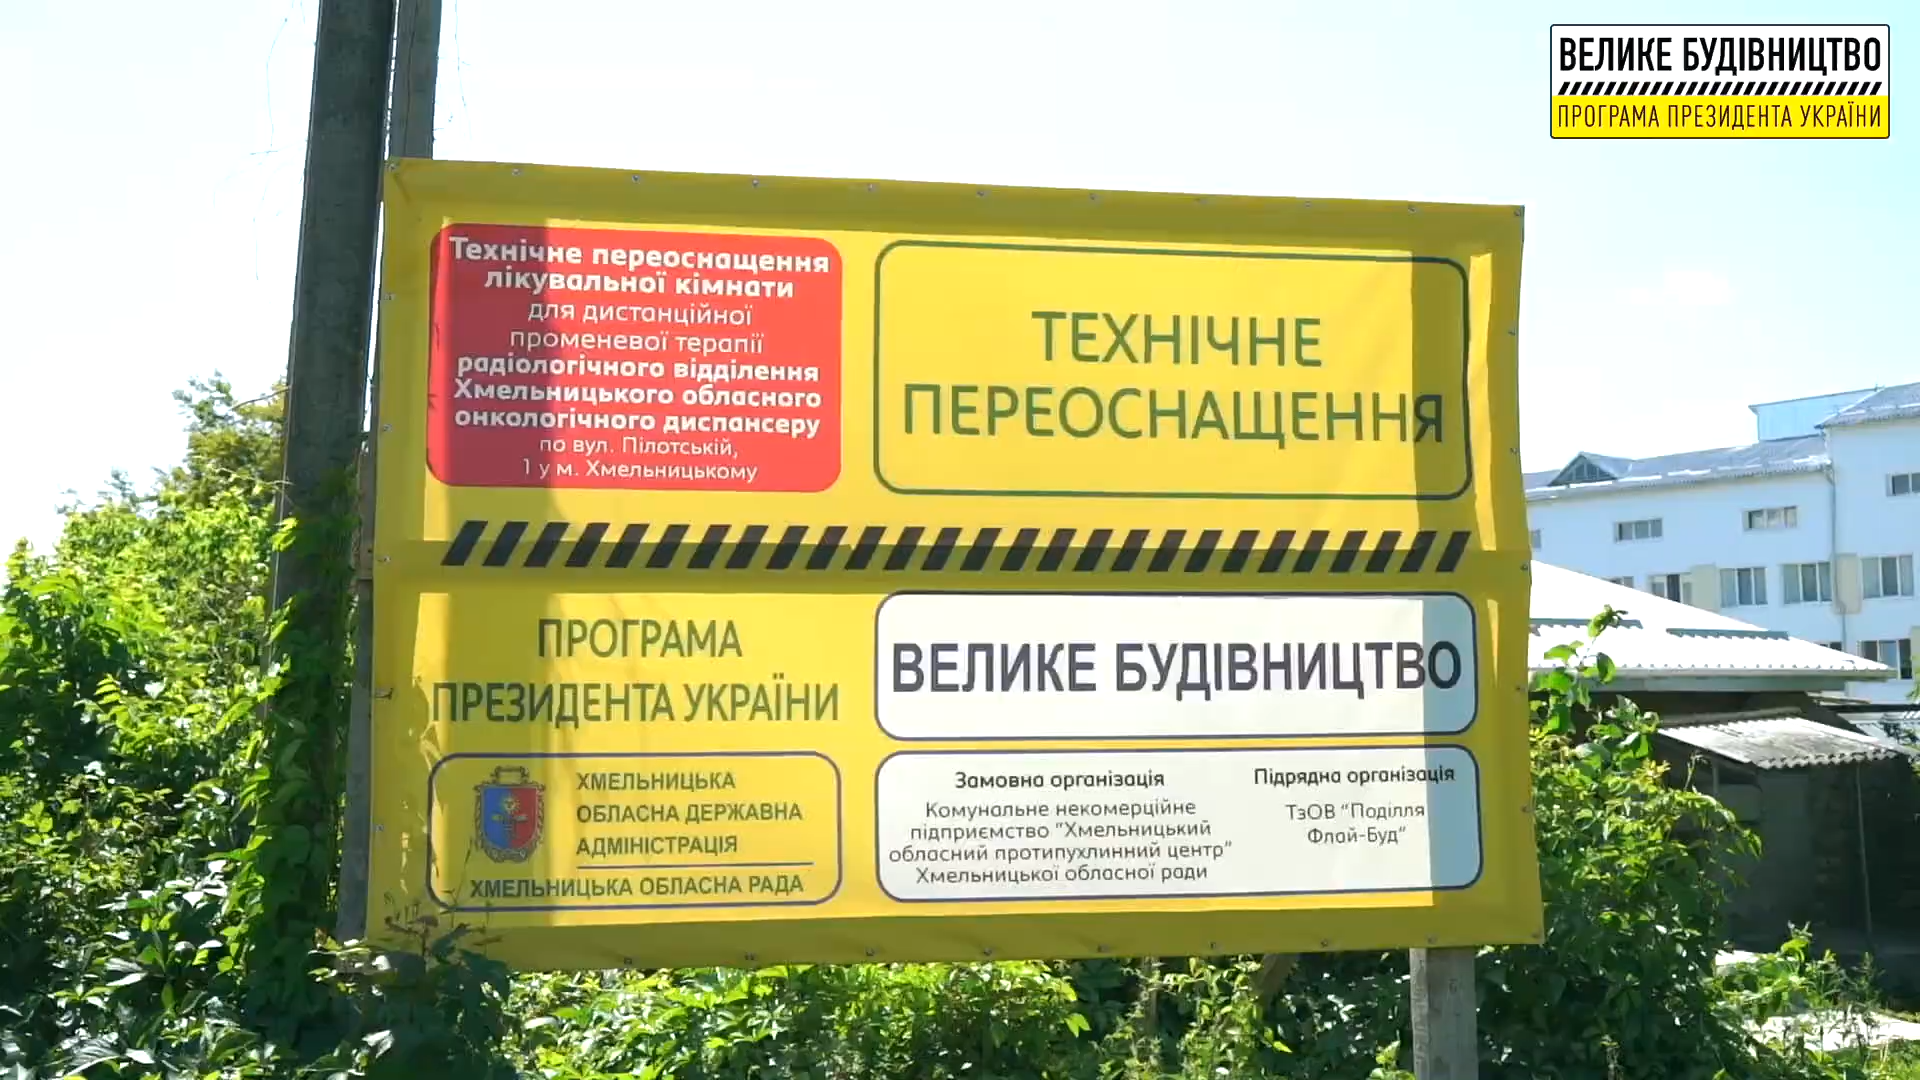 ВЕЛИКЕ БУДІВНИЦТВО
ПРОГРАМА ПРЕЗИДЕНТА УКРАЇНИ
Технічне переоснащення
лікувальної кімнати
для дистанційної
променевої терапії
радіологічного відділення
Хмельницького обласного
онкологічного диспансеру
по вул. Пілотській,
1 у м. Хмельницькому
ТЕХНІЧНЕ
ПЕРЕОСНАЩЕННЯ
ПРОГРАМА
ПРЕЗИДЕНТА УКРАЇНИ
ВЕЛИКЕ БУДІВНИЦТВО
ХМЕЛЬНИЦЬКА
ОБЛАСНА ДЕРЖАВНА
АДМІНІСТРАЦІЯ
ХМЕЛЬНИЦЬКА ОБЛАСНА РАДА
Замовна організація
Комунальне некомерційне
підприємство "Хмельницький
обласний протипухлинний центр"
Хмельницької обласної ради
Підрядна організація
ТзОВ "Поділля
Флай-Буд"